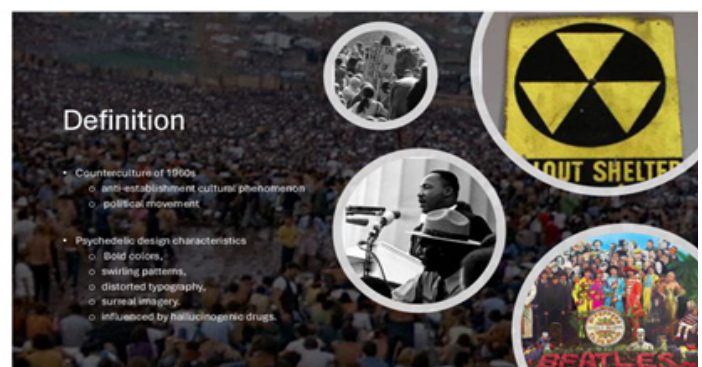 Definition
Counterculture of 1960s
anti-establishment cultural phenomenon
political movement
Psychedelic design characteristics
Bold colors,
swirling patterns,
distorted typography,
surreal imagery.
influenced by hallucinogenic drugs.
LOUT SHELTER
BEATLES